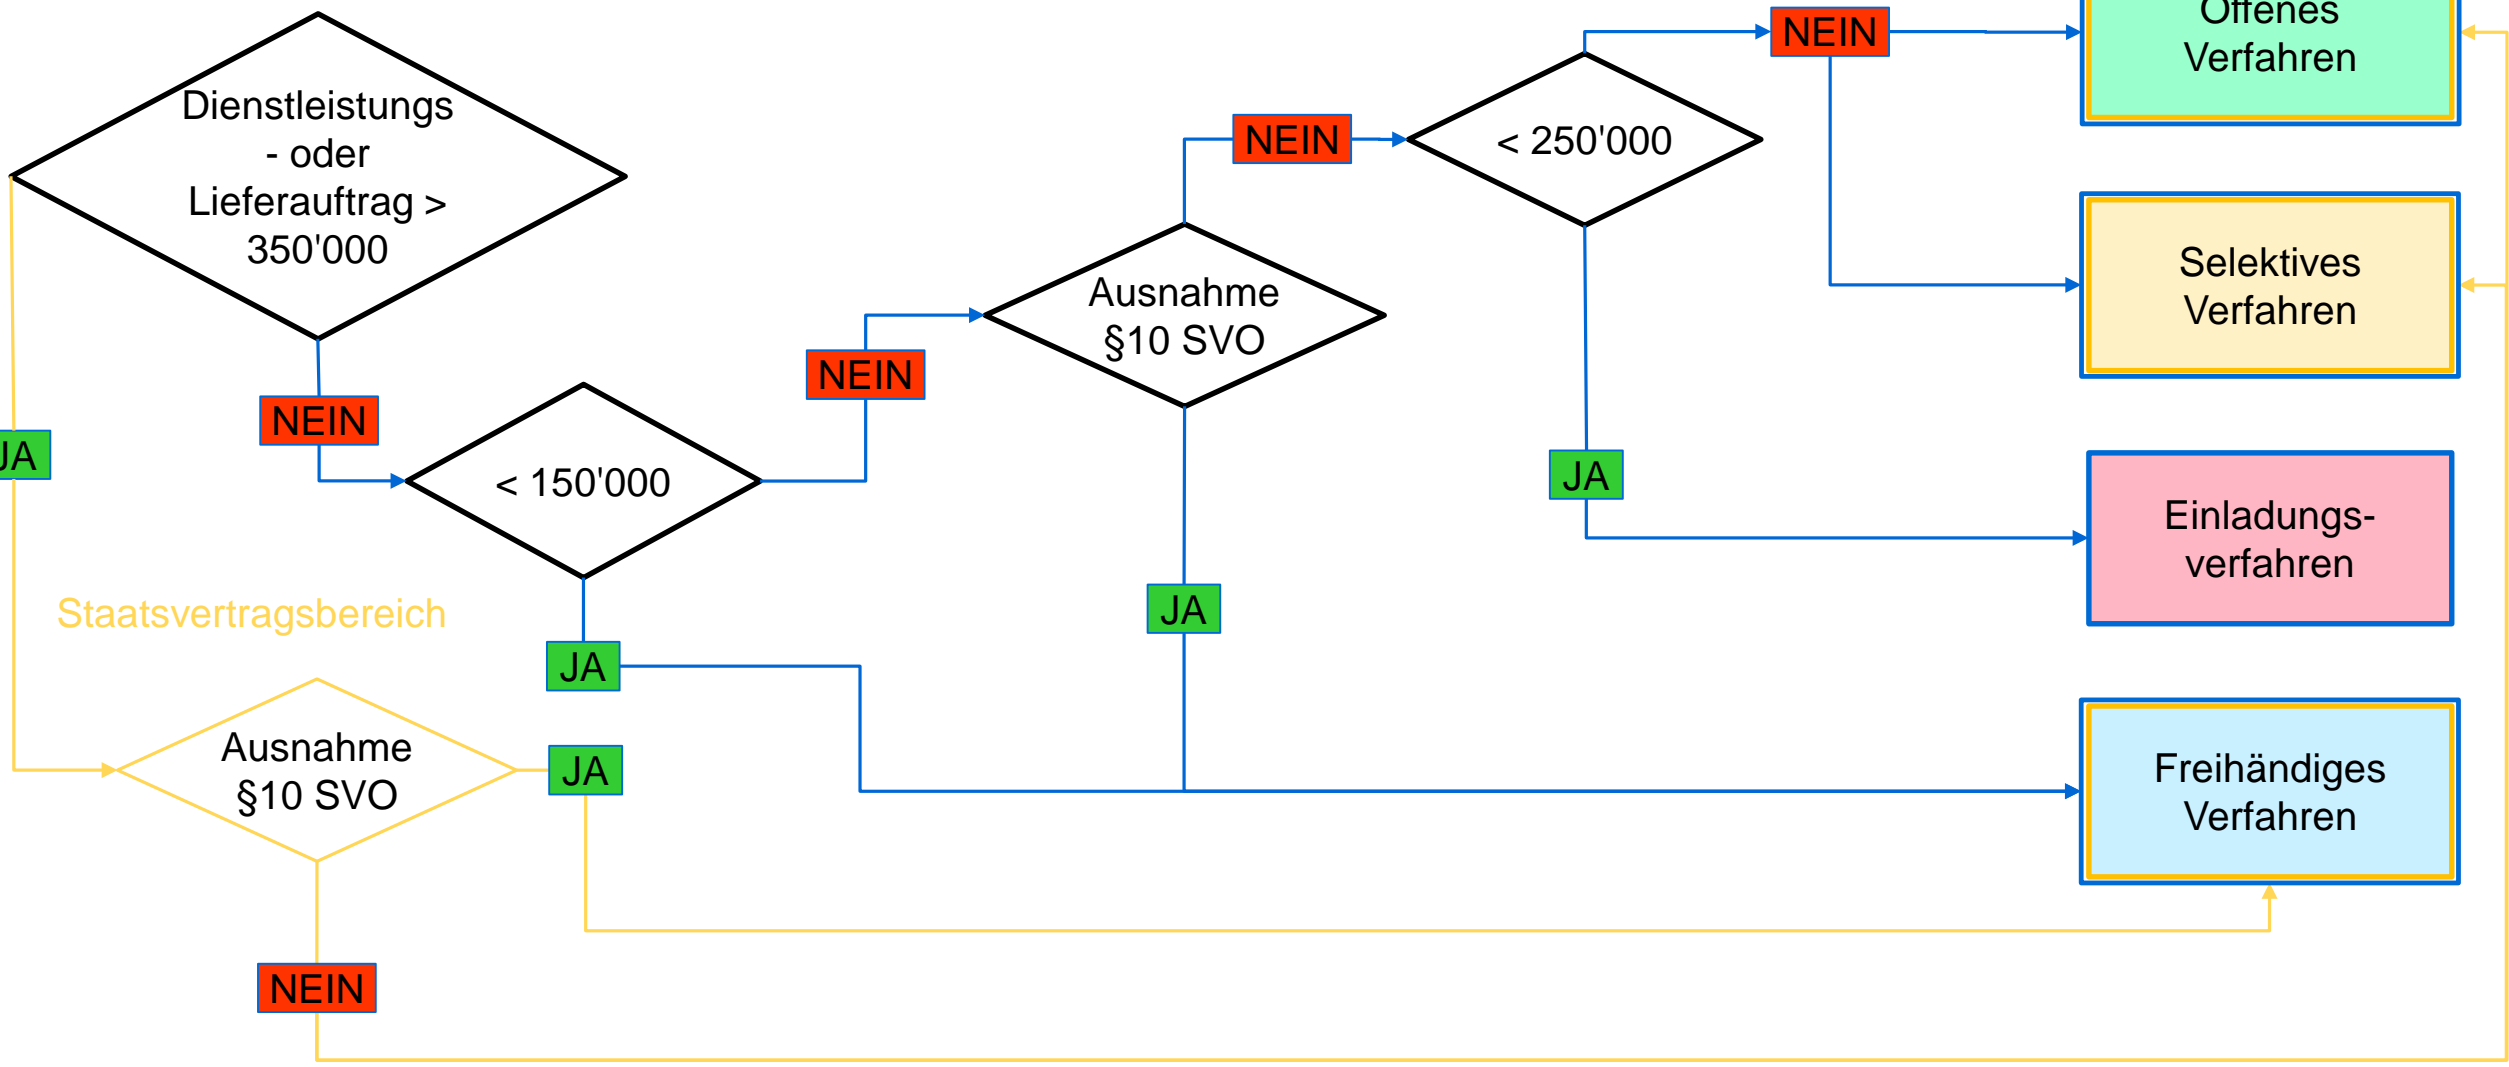 Offenes
Verfahren
NEIN
Dienstleistungs
- oder
Lieferauftrag >
350'000
NEIN
< 250'000
Selektives
Verfahren
Ausnahme
§10 SVO
NEIN
NEIN
JA
< 150'000
JA
Einladungs-
verfahren
Staatsvertragsbereich
JA
JA
Ausnahme
§10 SVO
JA
Freihändiges
Verfahren
NEIN